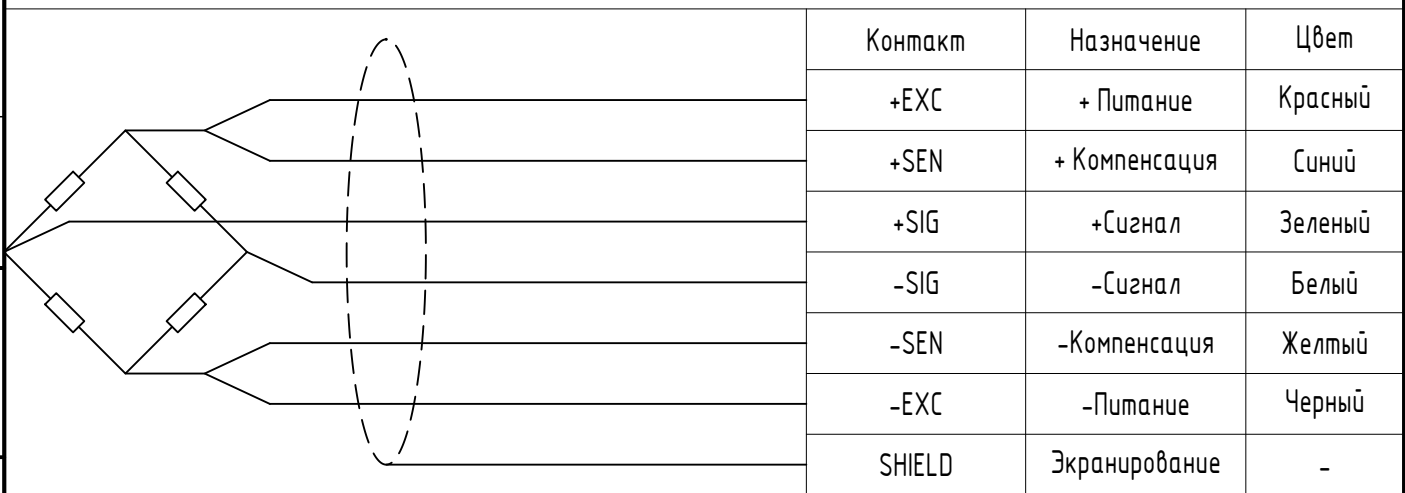 Контакт Назначение Цвет
+EXC + Питание Красный
+SEN + Компенсация Синий
+SIG +Сигнал Зеленый
-SIG -Сигнал Белый
-SEN -Компенсация Желтый
-EXC -Питание Черный
SHIELD Экранирование -